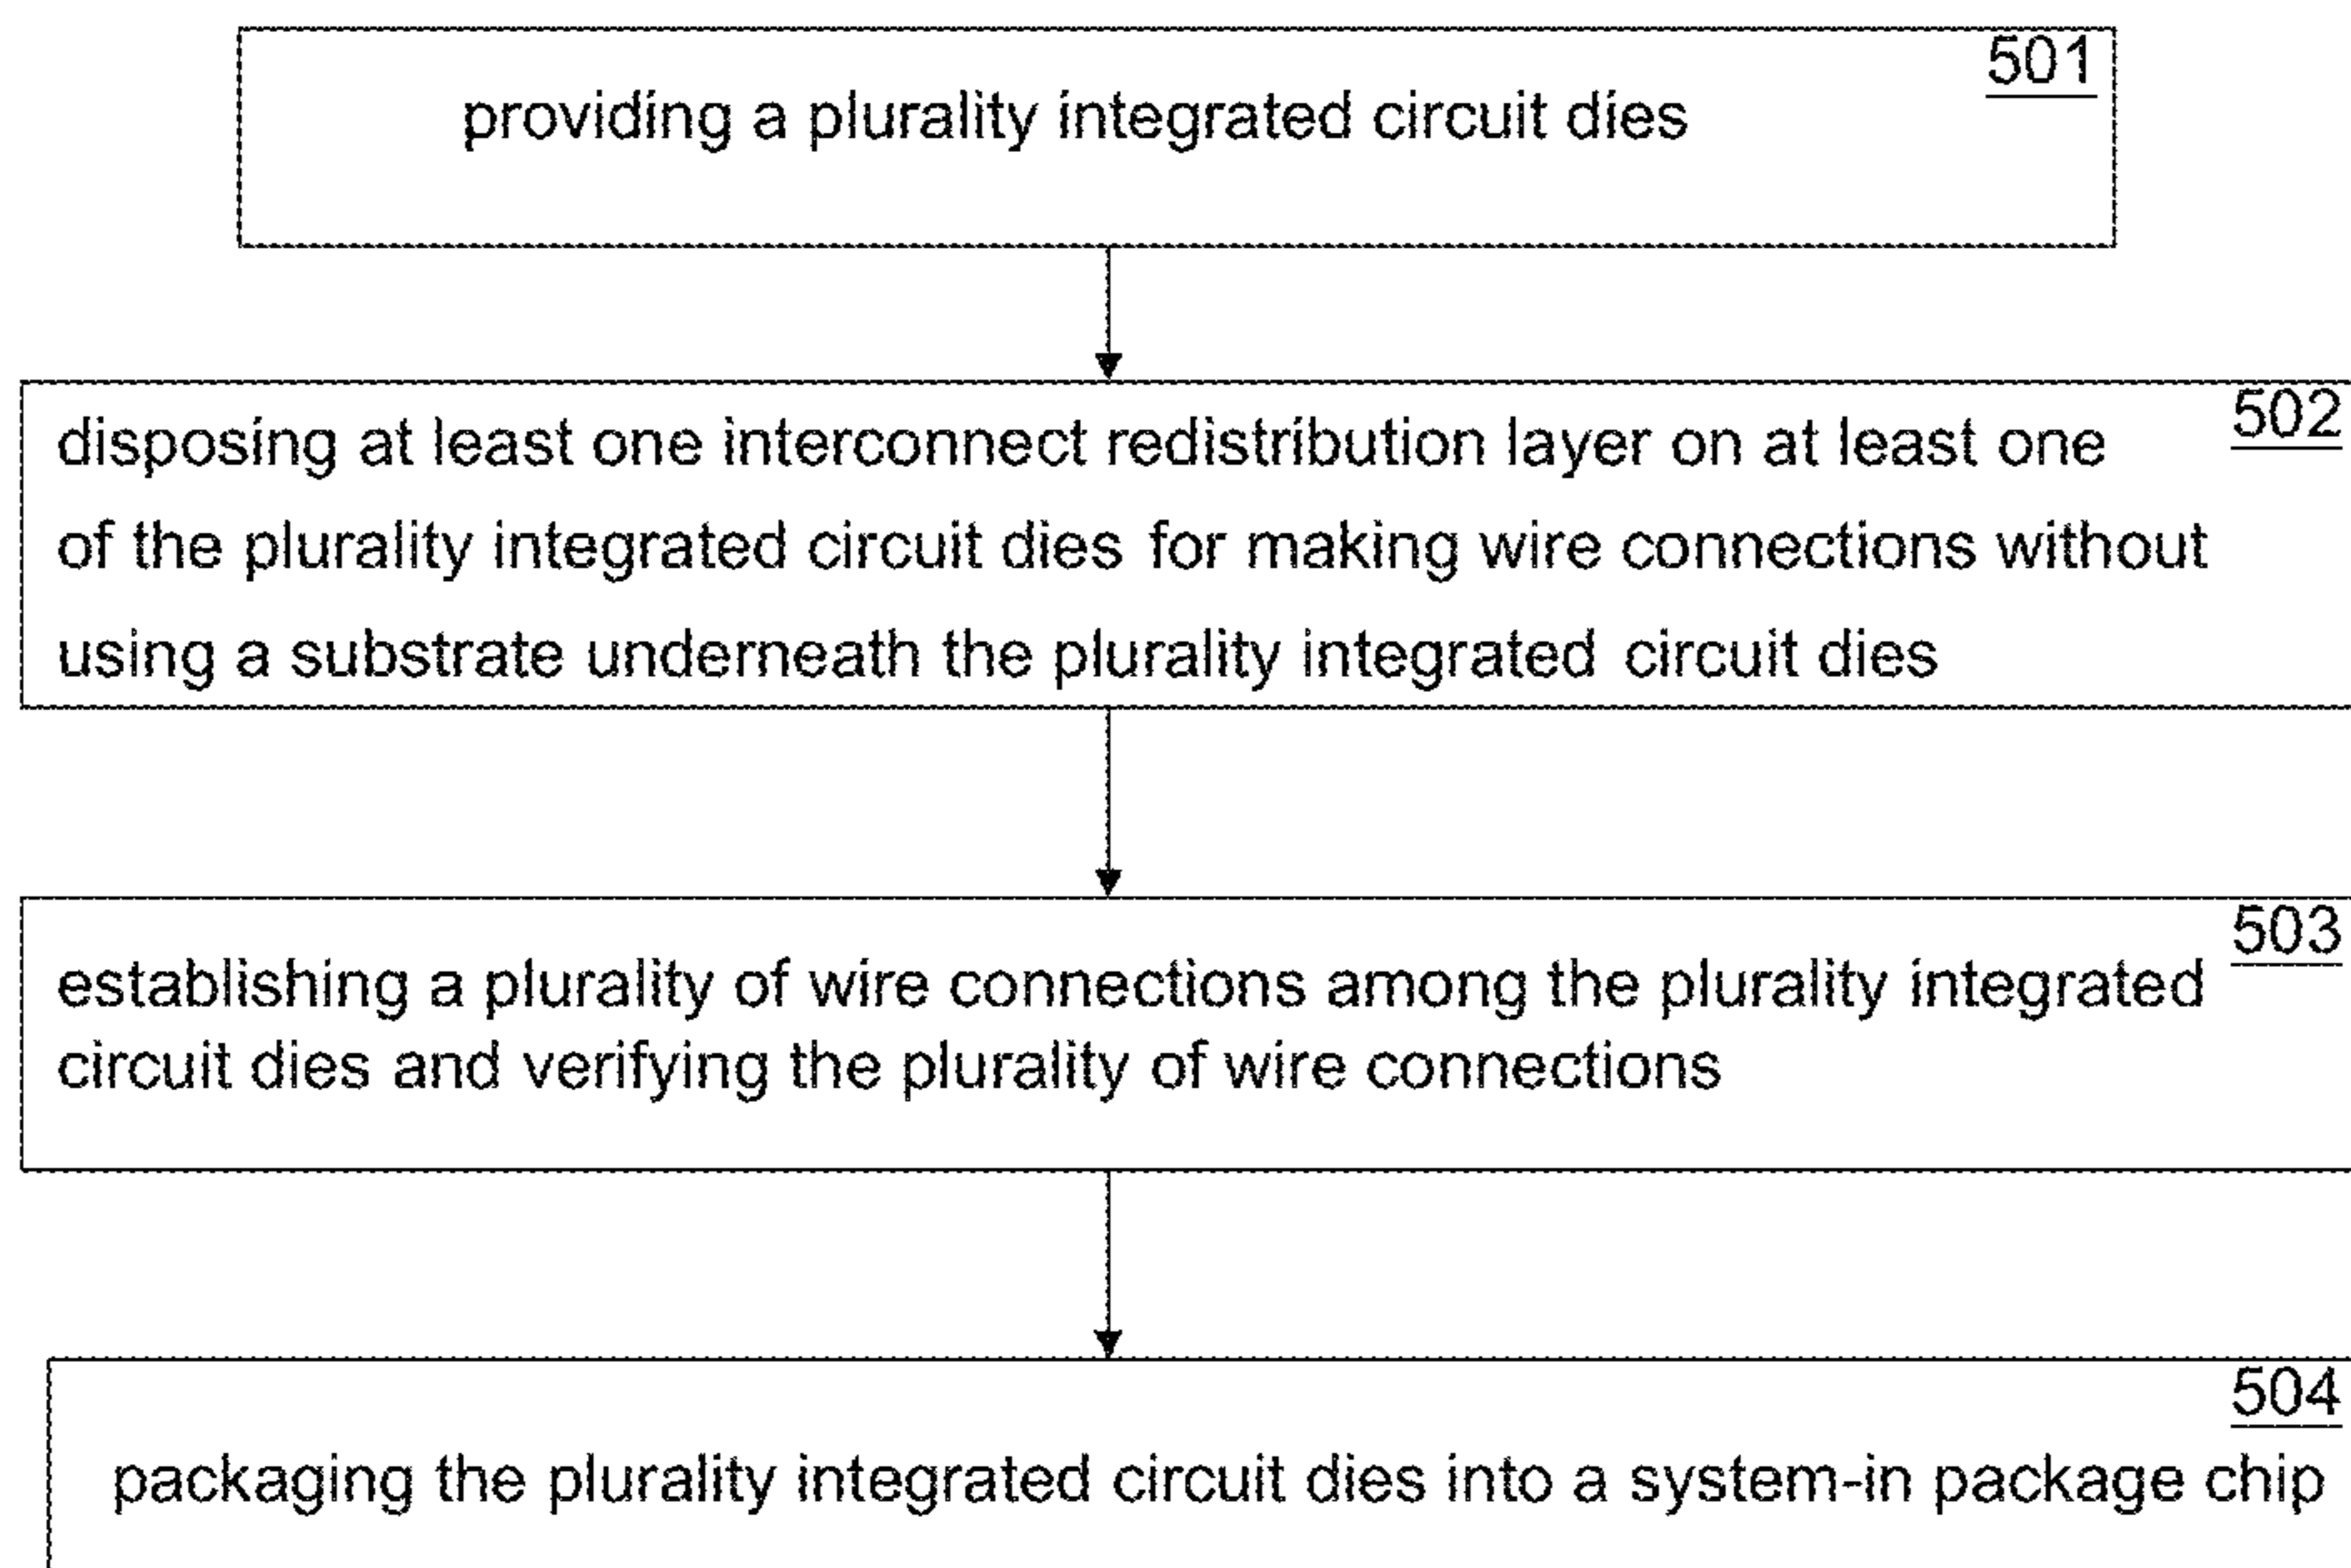 501
providing a plurality integrated circuit dies
502
disposing at least one interconnect redistribution layer on at least one
of the plurality integrated circuit dies for making wire connections without
using a substrate underneath the plurality integrated circuit dies
503
establishing a plurality of wire connections among the plurality integrated
circuit dies and verifying the plurality of wire connections
504
packaging the plurality integrated circuit dies into a system-in package chip